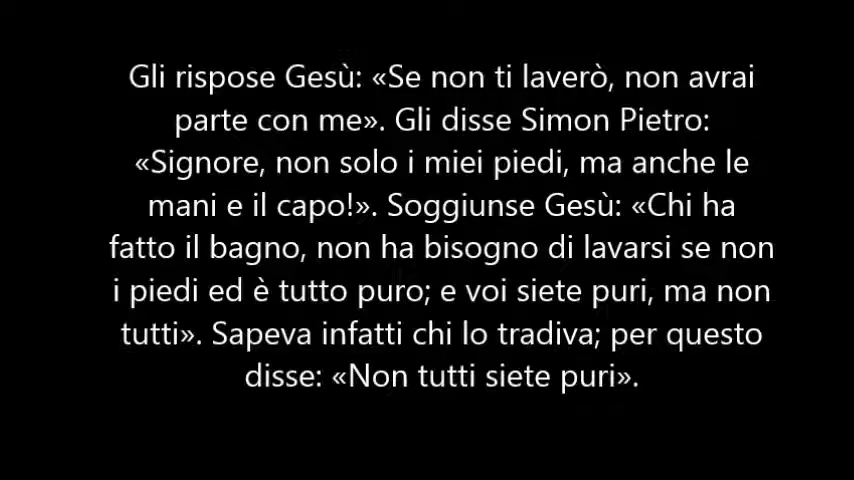 Gli rispose Gesù: «Se non ti laverò, non avrai
parte con me». Gli disse Simon Pietro:
«Signore, non solo i miei piedi, ma anche le
mani e il capo!». Soggiunse Gesù: «Chi ha
fatto il bagno, non ha bisogno di lavarsi se non
i piedi ed è tutto puro; e voi siete puri, ma non
tutti». Sapeva infatti chi lo tradiva; per questo
disse: «Non tutti siete puri».